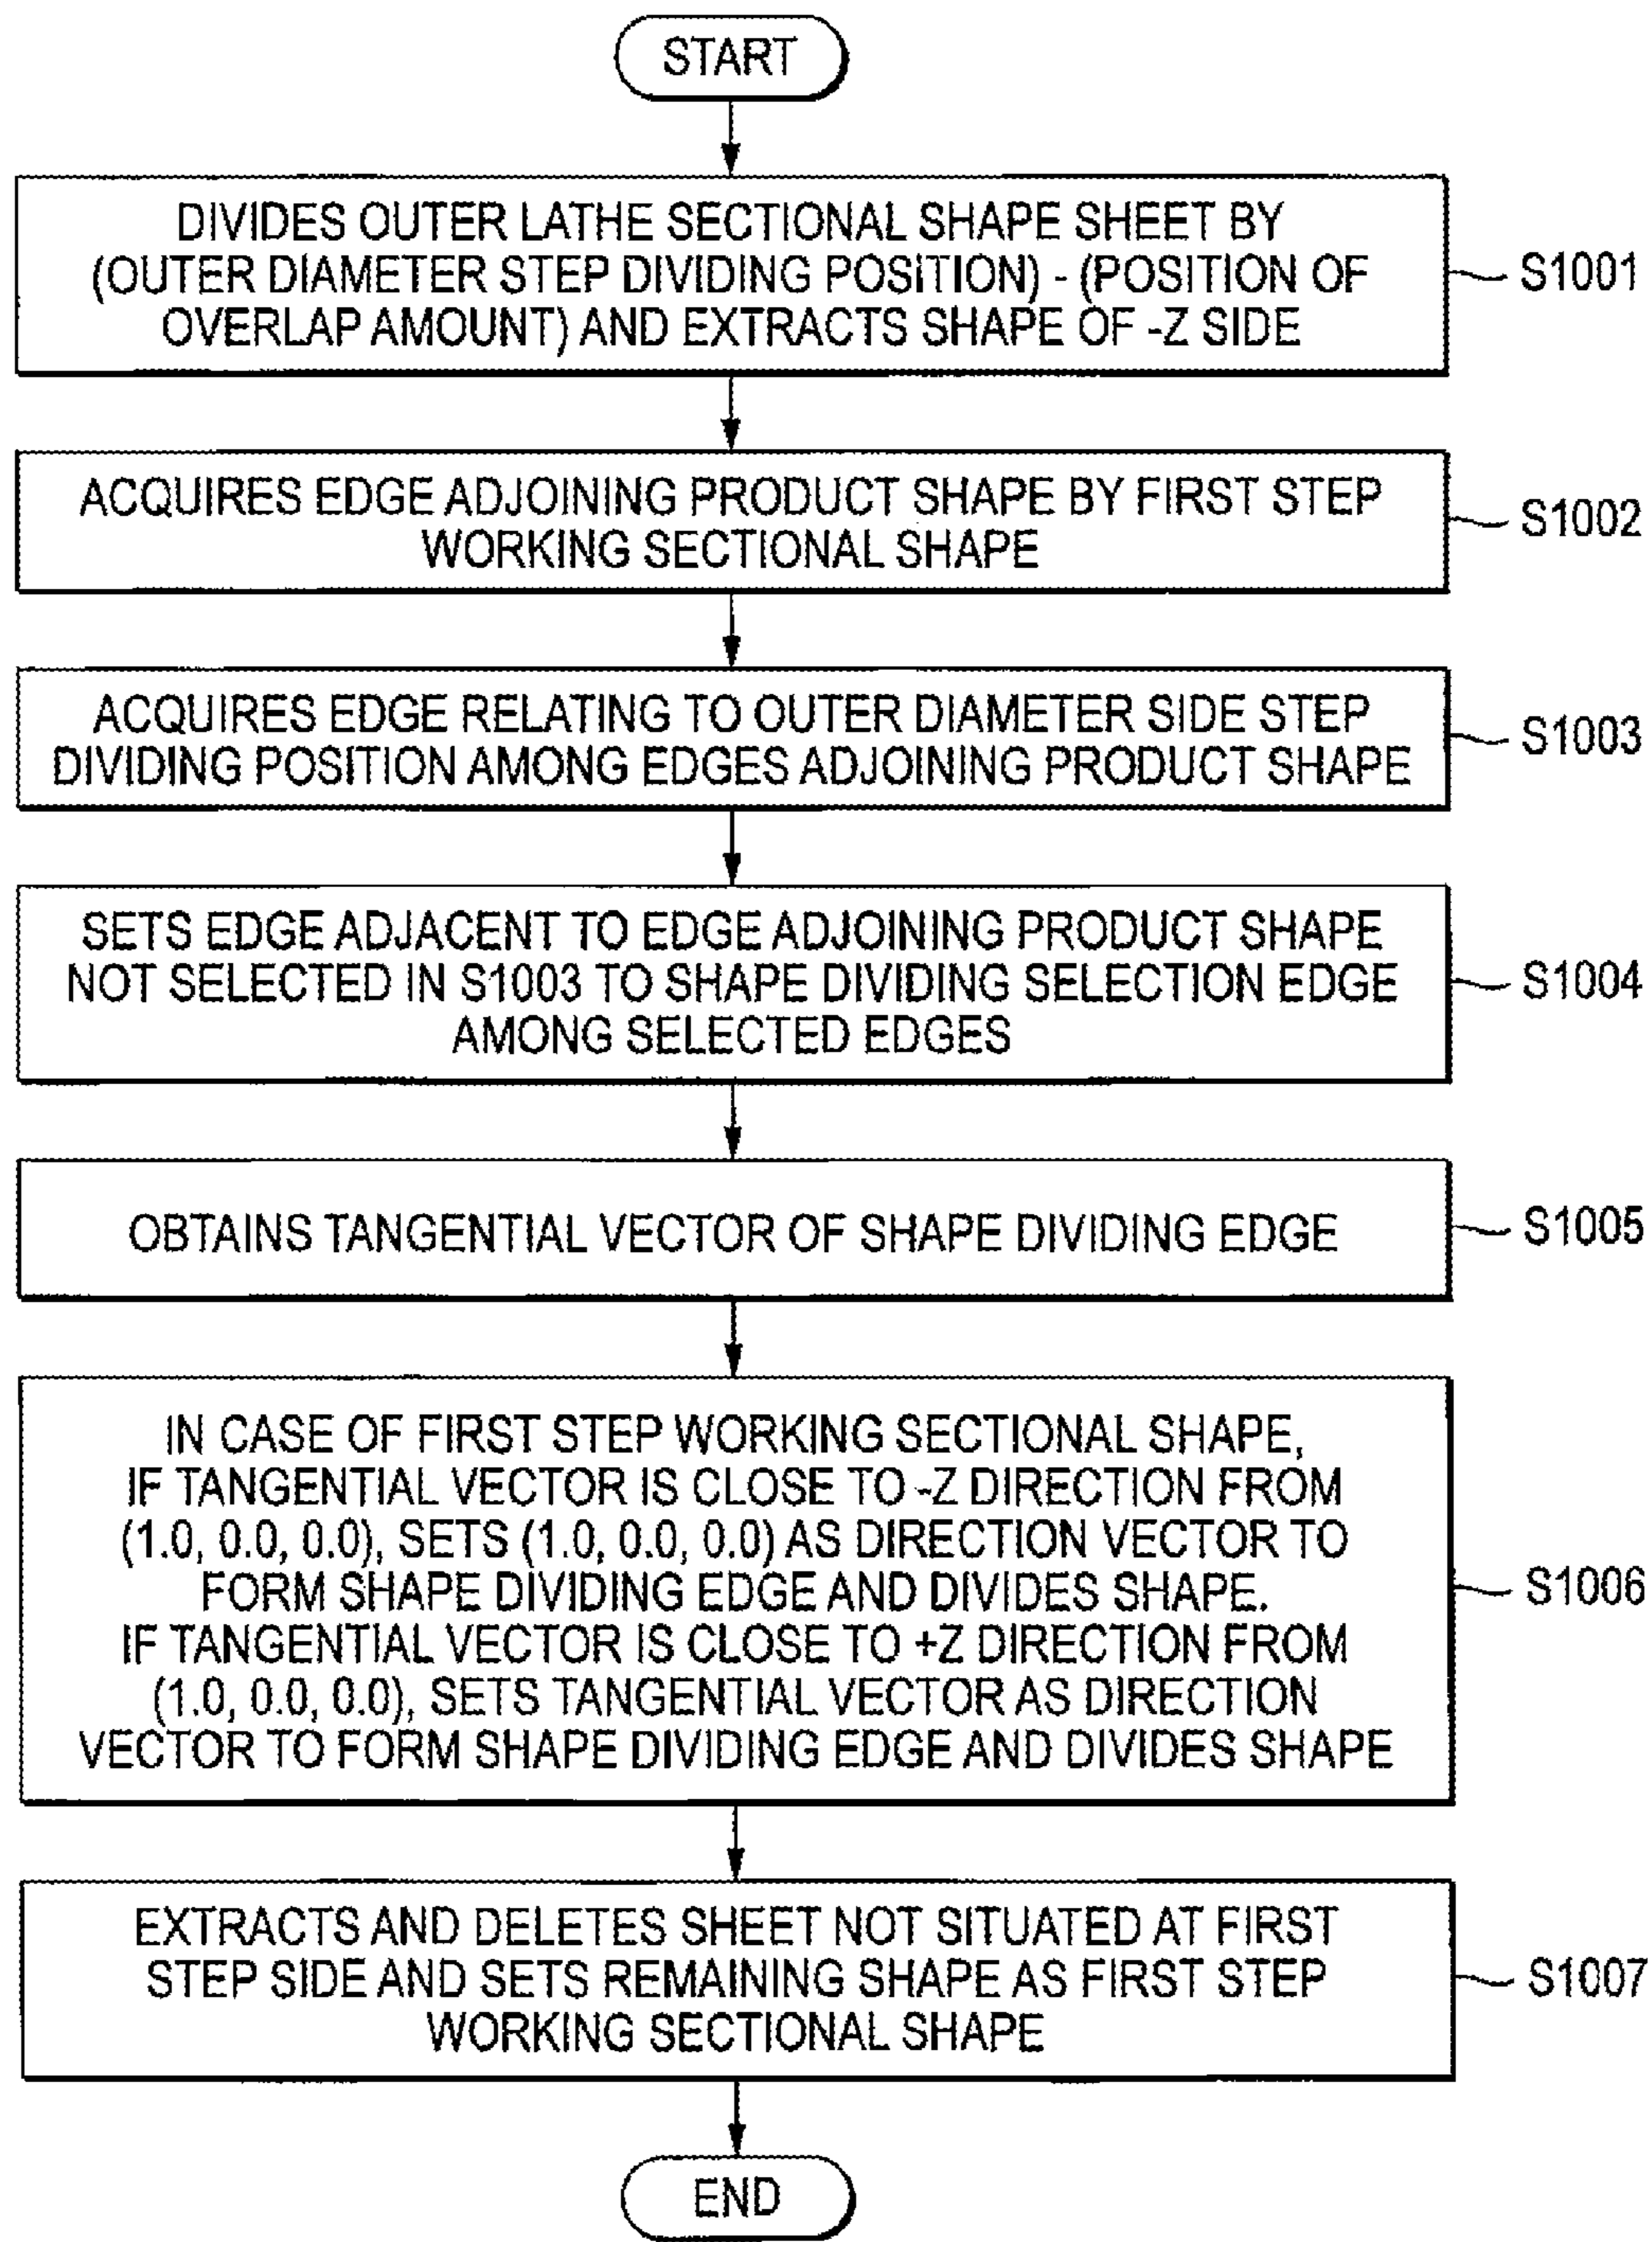 START
DIVIDES OUTER LATHE SECTIONAL SHAPE SHEET BY
(OUTER DIAMETER STEP DIVIDING POSITION) - (POSITION OF
OVERLAP AMOUNT) AND EXTRACTS SHAPE OF -Z SIDE
S1001
ACQUIRES EDGE ADJOINING PRODUCT SHAPE BY FIRST STEP
WORKING SECTIONAL SHAPE
S1002
ACQUIRES EDGE RELATING TO OUTER DIAMETER SIDE STEP
DIVIDING POSITION AMONG EDGES ADJOINING PRODUCT SHAPE
S1003
SETS EDGE ADJACENT TO EDGE ADJOINING PRODUCT SHAPE
NOT SELECTED IN S1003 TO SHAPE DIVIDING SELECTION EDGE
AMONG SELECTED EDGES
S1004
OBTAINS TANGENTIAL VECTOR OF SHAPE DIVIDING EDGE
S1005
IN CASE OF FIRST STEP WORKING SECTIONAL SHAPE,
IF TANGENTIAL VECTOR IS CLOSE TO -Z DIRECTION FROM
(1.0, 0.0, 0.0), SETS (1.0, 0.0, 0.0) AS DIRECTION VECTOR TO
FORM SHAPE DIVIDING EDGE AND DIVIDES SHAPE.
IF TANGENTIAL VECTOR IS CLOSE TO +Z DIRECTION FROM
(1.0, 0.0, 0.0), SETS TANGENTIAL VECTOR AS DIRECTION
VECTOR TO FORM SHAPE DIVIDING EDGE AND DIVIDES SHAPE
S1006
EXTRACTS AND DELETES SHEET NOT SITUATED AT FIRST
STEP SIDE AND SETS REMAINING SHAPE AS FIRST STEP
WORKING SECTIONAL SHAPE
S1007
END